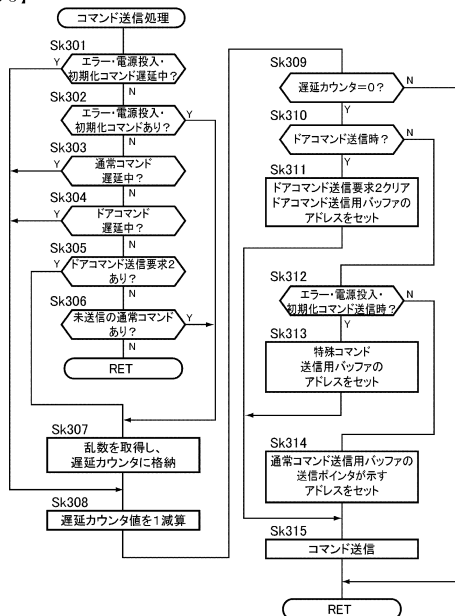 コマンド送信処理
Sk301
エラー・電源投入・
初期化コマンド遅延中?
Y
N
Sk302
エラー・電源投入・
初期化コマンドあり?
Y
N
Sk303
通常コマンド
遅延中?
Y
N
Sk304
ドアコマンド
遅延中?
Y
N
Sk305
ドアコマンド送信要求2
あり?
Y
N
Sk306
未送信の通常コマンド
あり?
Y
N
RET
Sk307
乱数を取得し、
遅延カウンタに格納
Sk308
遅延カウンタ値を1減算
Sk309
遅延カウンタ=0?
N
Y
Sk310
ドアコマンド送信時?
N
Y
Sk311
ドアコマンド送信要求2クリア
ドアコマンド送信用バッファの
アドレスをセット
Sk312
エラー・電源投入・
初期化コマンド送信時?
N
Y
Sk313
特殊コマンド
送信用バッファの
アドレスをセット
Sk314
通常コマンド送信用バッファの
送信ポインタが示す
アドレスをセット
Sk315
コマンド送信
RET